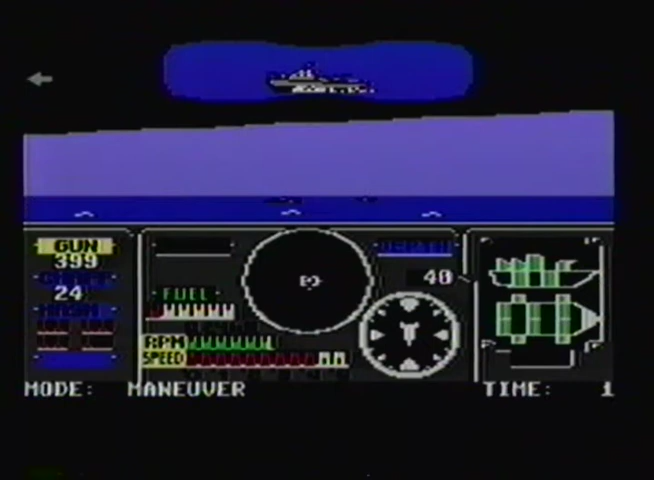 GUN
399
24
FUEL
40
RPM
SPEED
MODE: MANEUVER
TIME: 1